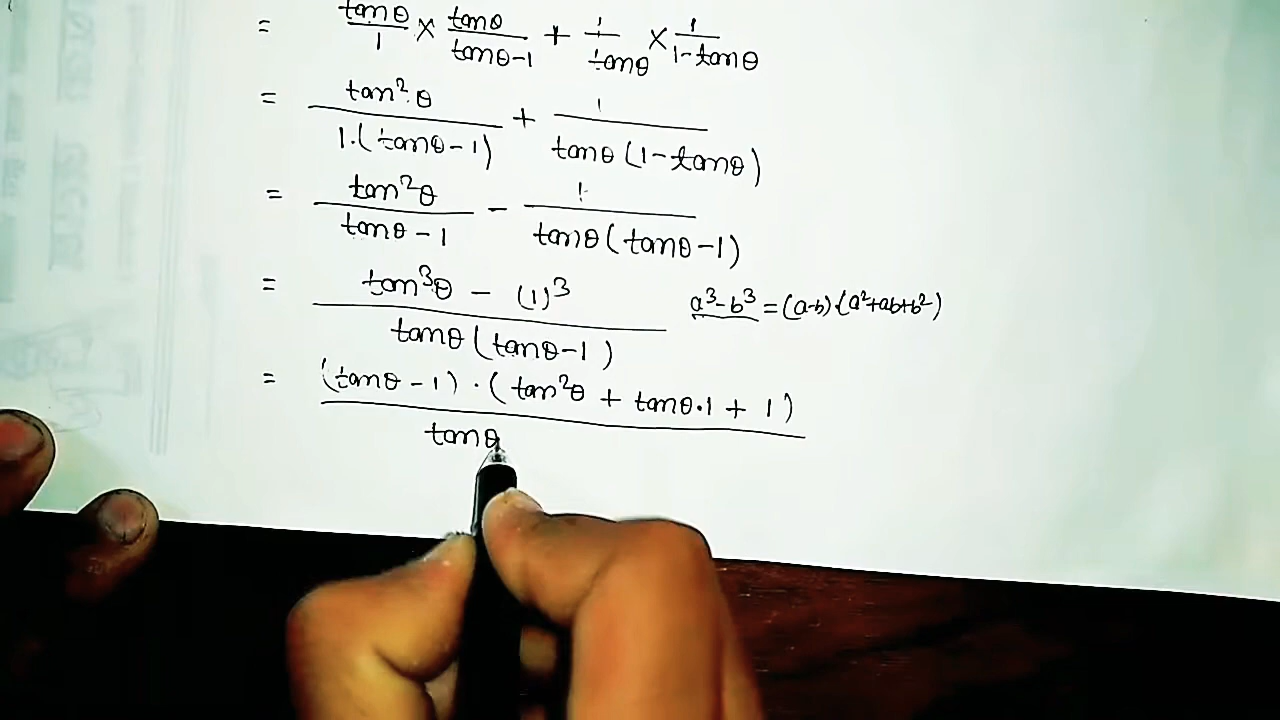 = tanθ/1 × tanθ/tanθ-1 + 1/tanθ × 1/1-tanθ
= tan²θ/1.(tanθ-1) + 1/tanθ(1-tanθ)
= tan²θ/tanθ-1 - 1/tanθ(tanθ-1)
= tan³θ - (1)³/tanθ(tanθ-1) a³-b³=(a-b)(a²+ab+b²)
= (tanθ-1).(tan²θ + tanθ.1 + 1)/tanθ